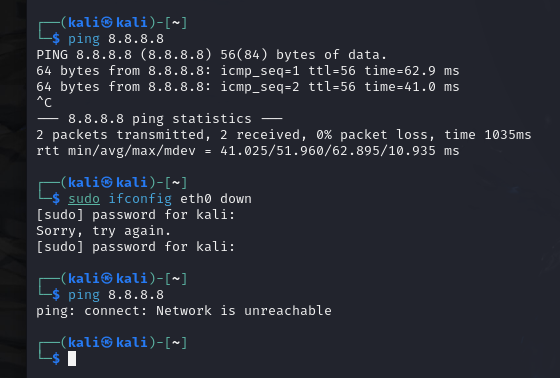 ┌──(kali㉿kali)-[~]
└─$ ping 8.8.8.8
PING 8.8.8.8 (8.8.8.8) 56(84) bytes of data.
64 bytes from 8.8.8.8: icmp_seq=1 ttl=56 time=62.9 ms
64 bytes from 8.8.8.8: icmp_seq=2 ttl=56 time=41.0 ms
^C
--- 8.8.8.8 ping statistics ---
2 packets transmitted, 2 received, 0% packet loss, time 1035ms
rtt min/avg/max/mdev = 41.025/51.960/62.895/10.935 ms
┌──(kali㉿kali)-[~]
└─$ sudo ifconfig eth0 down
[sudo] password for kali:
Sorry, try again.
[sudo] password for kali:
┌──(kali㉿kali)-[~]
└─$ ping 8.8.8.8
ping: connect: Network is unreachable
┌──(kali㉿kali)-[~]
└─$